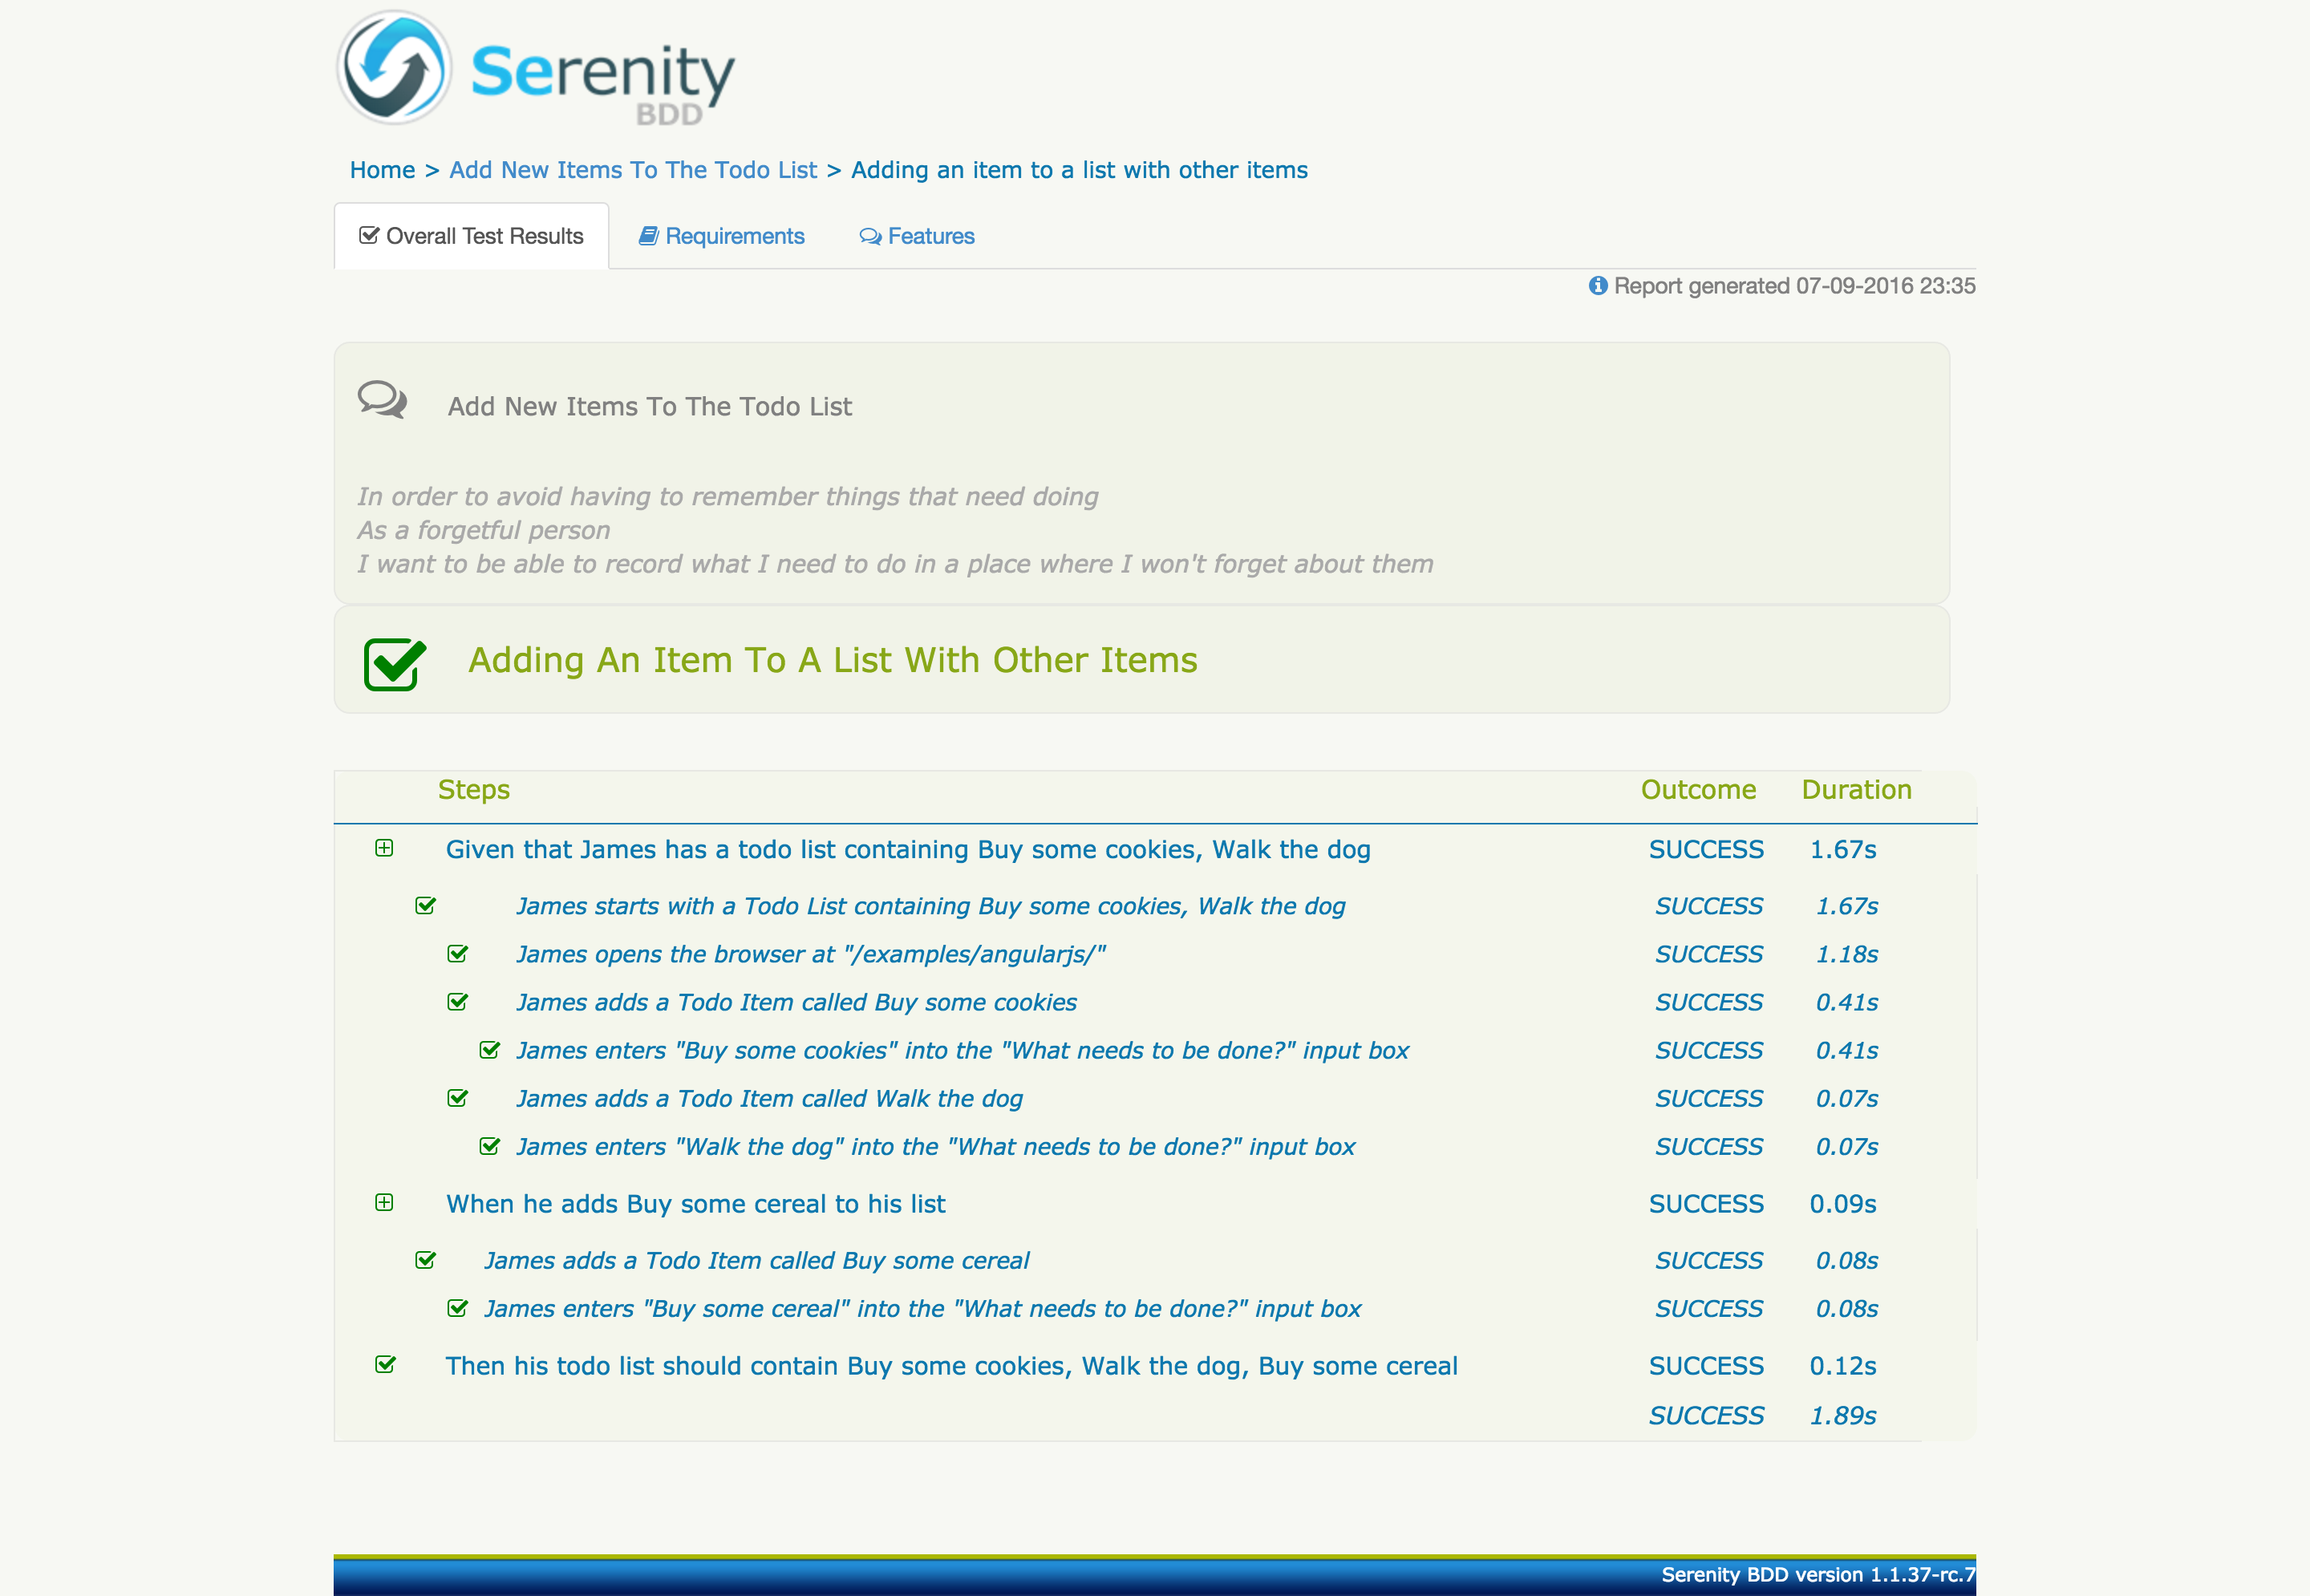 Serenity
BDD
Home > Add New Items To The Todo List > Adding an item to a list with other items
Overall Test Results Requirements Features
Report generated 07-09-2016 23:35
Add New Items To The Todo List
In order to avoid having to remember things that need doing
As a forgetful person
I want to be able to record what I need to do in a place where I won't forget about them
Adding An Item To A List With Other Items
Steps Outcome Duration
Given that James has a todo list containing Buy some cookies, Walk the dog SUCCESS 1.67s
James starts with a Todo List containing Buy some cookies, Walk the dog SUCCESS 1.67s
James opens the browser at "/examples/angularjs/" SUCCESS 1.18s
James adds a Todo Item called Buy some cookies SUCCESS 0.41s
James enters "Buy some cookies" into the "What needs to be done?" input box SUCCESS 0.41s
James adds a Todo Item called Walk the dog SUCCESS 0.07s
James enters "Walk the dog" into the "What needs to be done?" input box SUCCESS 0.07s
When he adds Buy some cereal to his list SUCCESS 0.09s
James adds a Todo Item called Buy some cereal SUCCESS 0.08s
James enters "Buy some cereal" into the "What needs to be done?" input box SUCCESS 0.08s
Then his todo list should contain Buy some cookies, Walk the dog, Buy some cereal SUCCESS 0.12s
SUCCESS 1.89s
Serenity BDD version 1.1.37-rc.7